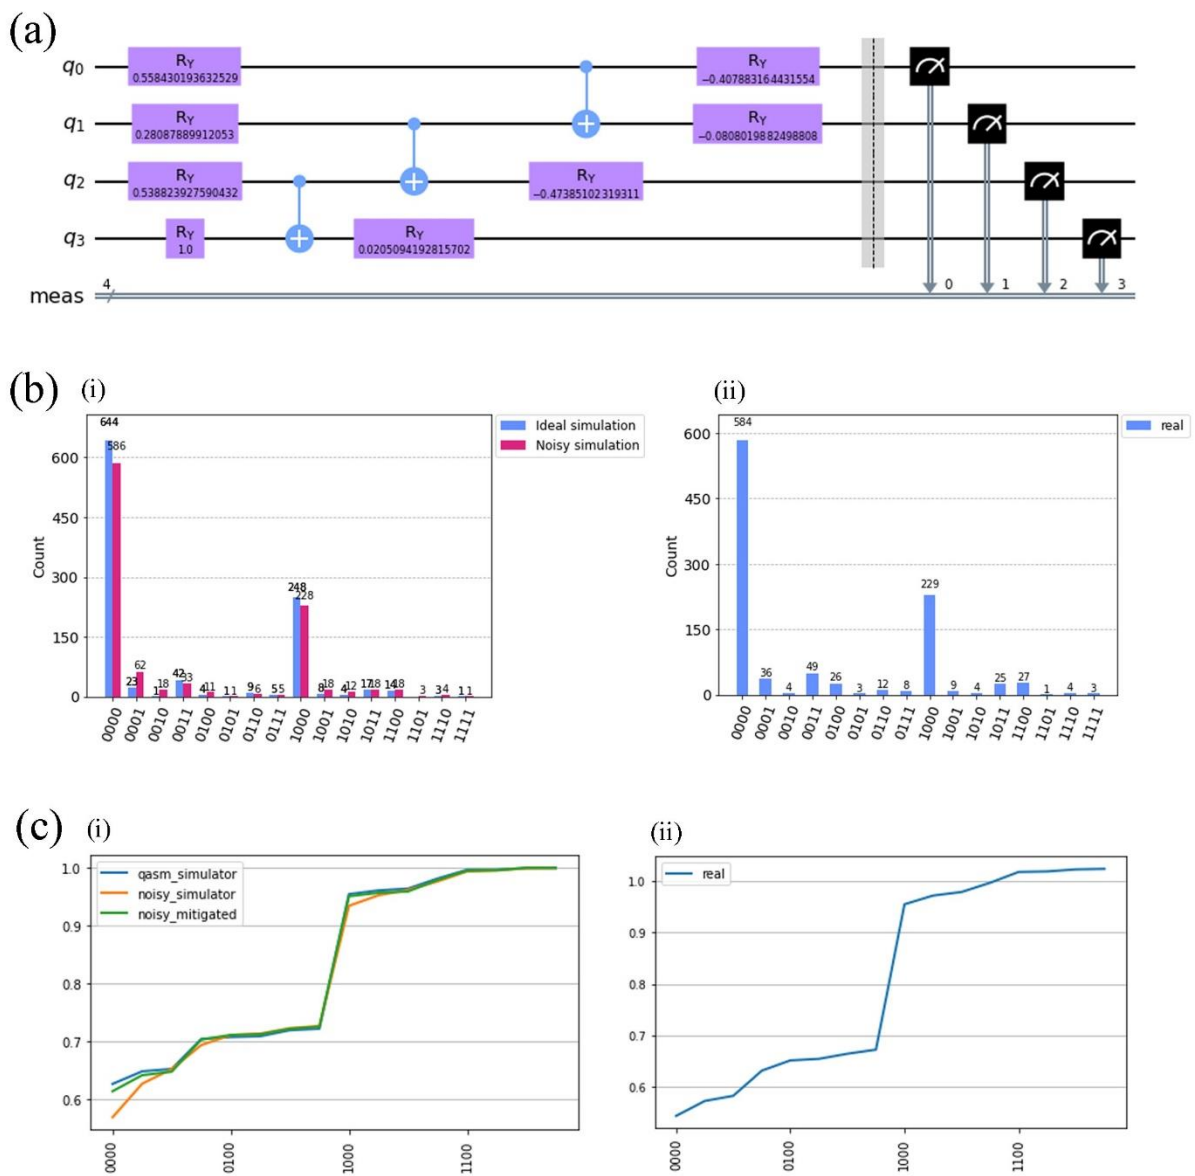 (a)
q0 RY 0.558430193632529 RY −0.407883164431554
q1 RY 0.28087889912053 RY −0.0808019882498808
q2 RY 0.538823927590432 RY −0.47385102319311
q3 RY 1.0 RY 0.0205094192815702
meas 4 0 1 2 3
(b) (i)
Ideal simulation
Noisy simulation
Count
600
450
300
150
0
644 586 23 62 1 18 42 33 4 11 1 1 9 6 5 5 248 228 8 18 4 12 17 18 14 18 3 3 4 1 1
0000 0001 0010 0011 0100 0101 0110 0111 1000 1001 1010 1011 1100 1101 1110 1111
(ii)
real
Count
600
450
300
150
0
584 36 4 49 26 3 12 8 229 9 4 25 27 1 4 3
0000 0001 0010 0011 0100 0101 0110 0111 1000 1001 1010 1011 1100 1101 1110 1111
(c) (i)
qasm_simulator
noisy_simulator
noisy_mitigated
1.0
0.9
0.8
0.7
0.6
0000 0100 1000 1100
(ii)
real
1.0
0.9
0.8
0.7
0.6
0000 0100 1000 1100